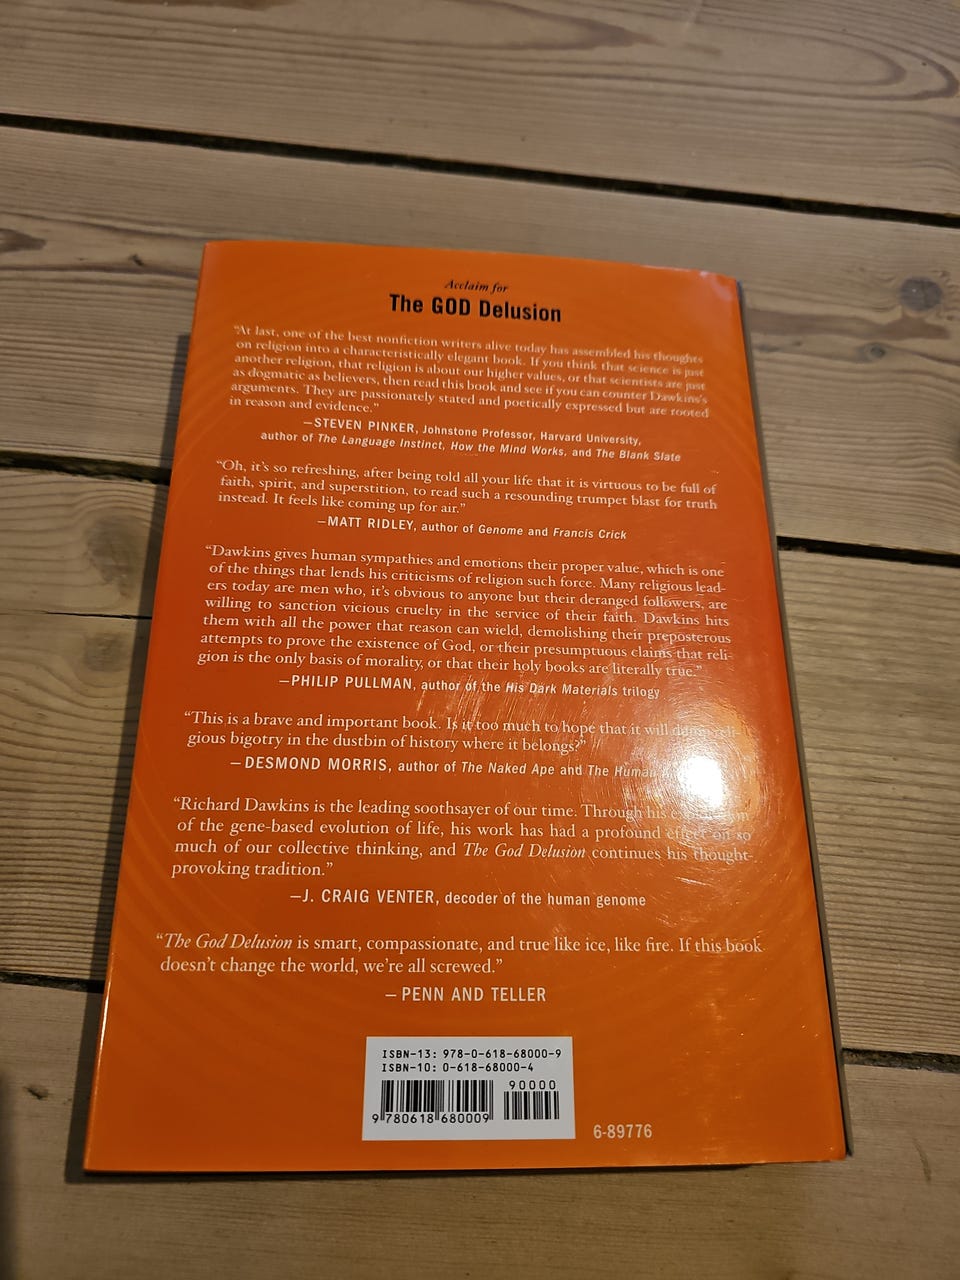 Acclaim for
The GOD Delusion
“At last, one of the best nonfiction writers alive today has assembled his thoughts
on religion into a characteristically elegant book. If you think that science is just
another religion, that religion is about our higher values, or that scientists are just
as dogmatic as believers, then read this book and see if you can counter Dawkins's
arguments. They are passionately stated and poetically expressed but are rooted
in reason and evidence.”
—STEVEN PINKER, Johnstone Professor, Harvard University,
author of The Language Instinct, How the Mind Works, and The Blank Slate
“Oh, it's so refreshing, after being told all your life that it is virtuous to be full of
faith, spirit, and superstition, to read such a resounding trumpet blast for truth
instead. It feels like coming up for air.”
—MATT RIDLEY, author of Genome and Francis Crick
“Dawkins gives human sympathies and emotions their proper value, which is one
of the things that lends his criticisms of religion such force. Many religious lead-
ers today are men who, it's obvious to anyone but their deranged followers, are
willing to sanction vicious cruelty in the service of their faith. Dawkins hits
them with all the power that reason can wield, demolishing their preposterous
attempts to prove the existence of God, or their presumptuous claims that reli-
gion is the only basis of morality, or that their holy books are literally true.”
—PHILIP PULLMAN, author of the His Dark Materials trilogy
“This is a brave and important book. Is it too much to hope that it will reli-
gious bigotry in the dustbin of history where it belongs?”
—DESMOND MORRIS, author of The Naked Ape and The Human
“Richard Dawkins is the leading soothsayer of our time. Through his
of the gene-based evolution of life, his work has had a profound effect on so
much of our collective thinking, and The God Delusion continues his thought-
provoking tradition.”
—J. CRAIG VENTER, decoder of the human genome
“The God Delusion is smart, compassionate, and true like ice, like fire. If this book
doesn't change the world, we're all screwed.”
—PENN AND TELLER
ISBN-13: 978-0-618-68000-9
ISBN-10: 0-618-68000-4
90000
9 780618 680009
6-89776